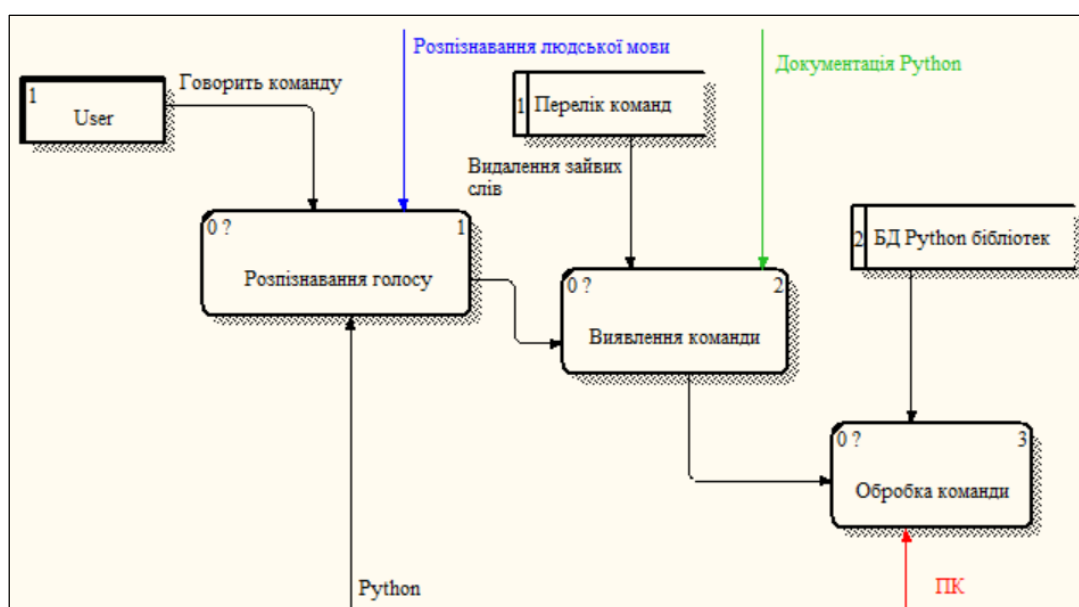 Розпізнавання людської мови
Документація Python
1
User
Говорить команду
1 Перелік команд
Видалення зайвих
слів
0 ?
1
Розпізнавання голосу
2 БД Python бібліотек
0 ?
2
Виявлення команди
0 ?
3
Обробка команди
Python
ПК